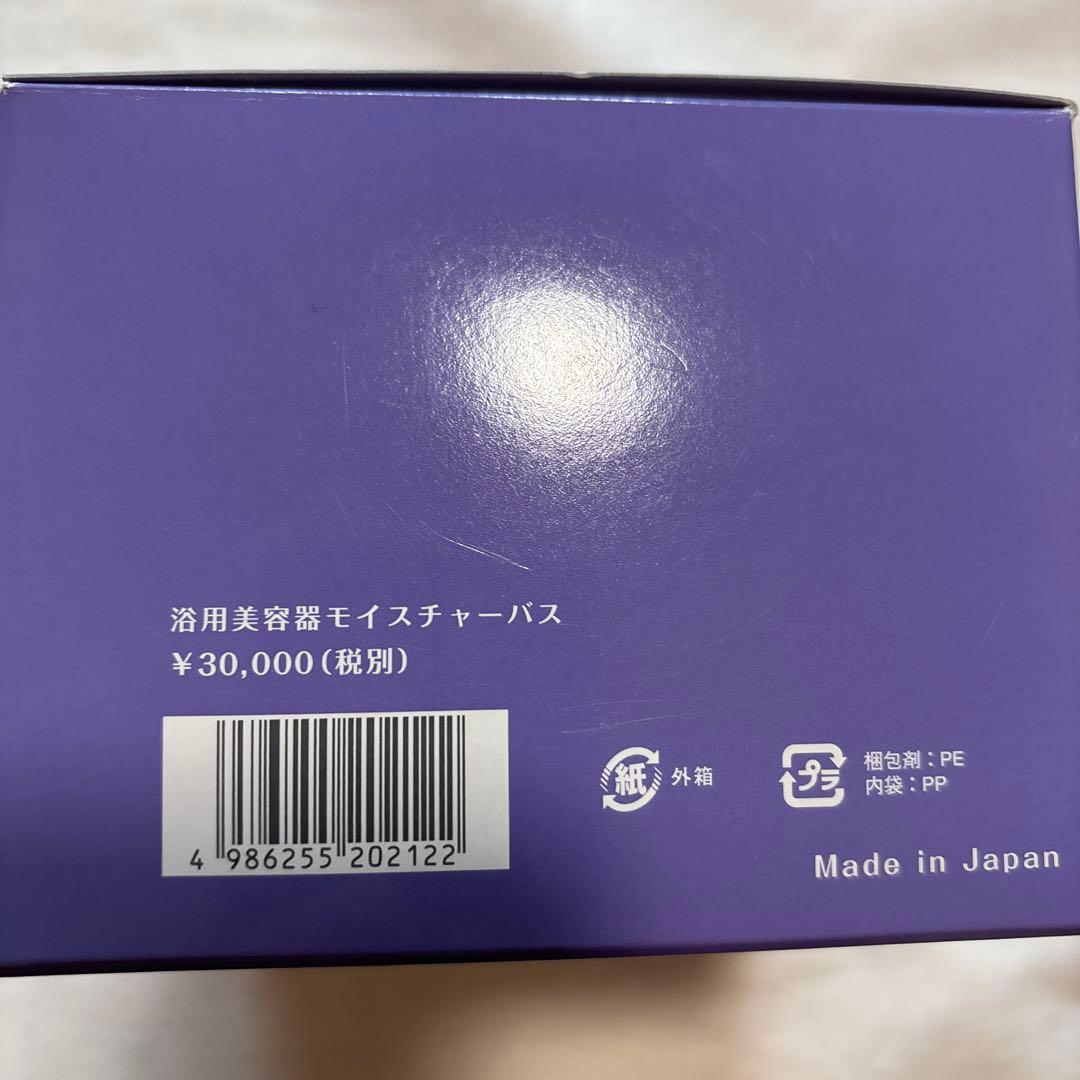 浴用美容器モイスチャーバス
￥30,000（税別）
4 986255 202122
紙 外箱
プラ 梱包剤：PE
内袋：PP
Made in Japan